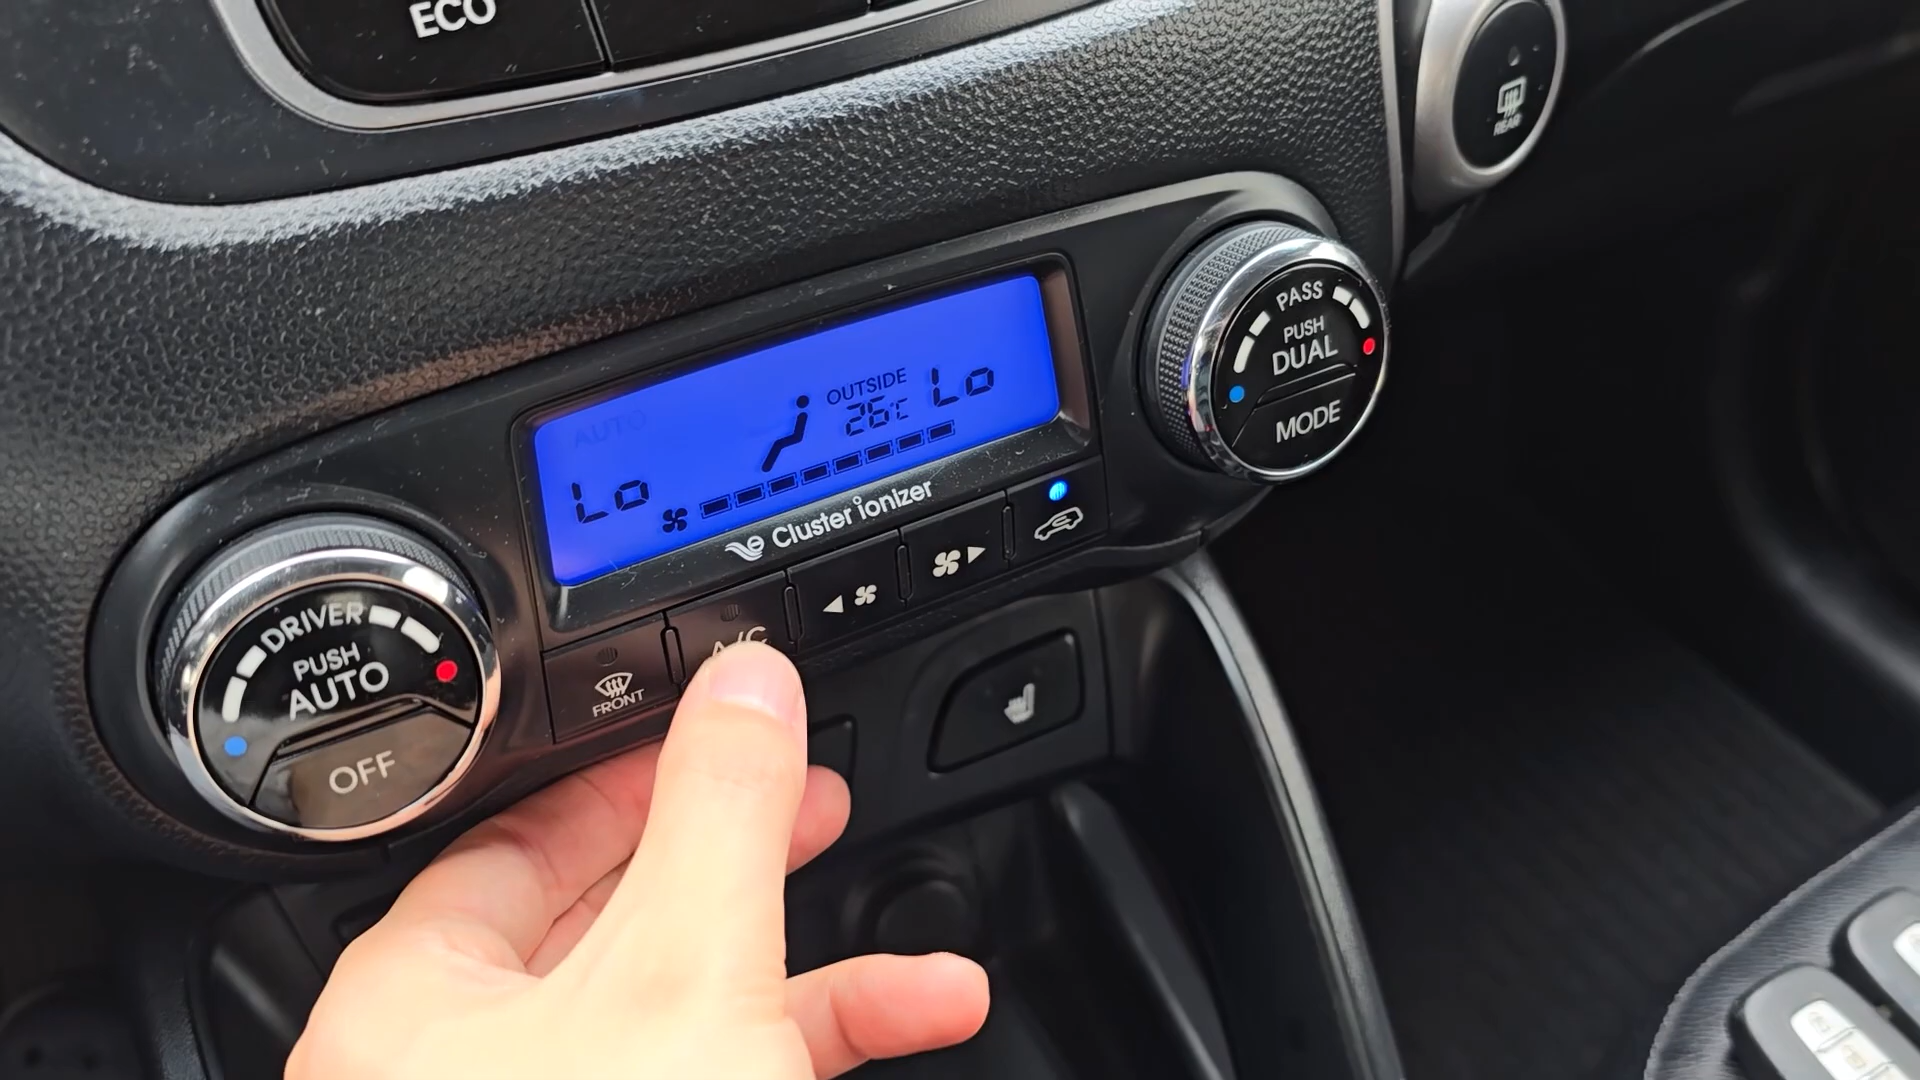 ECO
REAR
PASS
PUSH
DUAL
MODE
AUTO
OUTSIDE
26℃
Lo
Lo
Cluster ionizer
A/C
FRONT
DRIVER
PUSH
AUTO
OFF